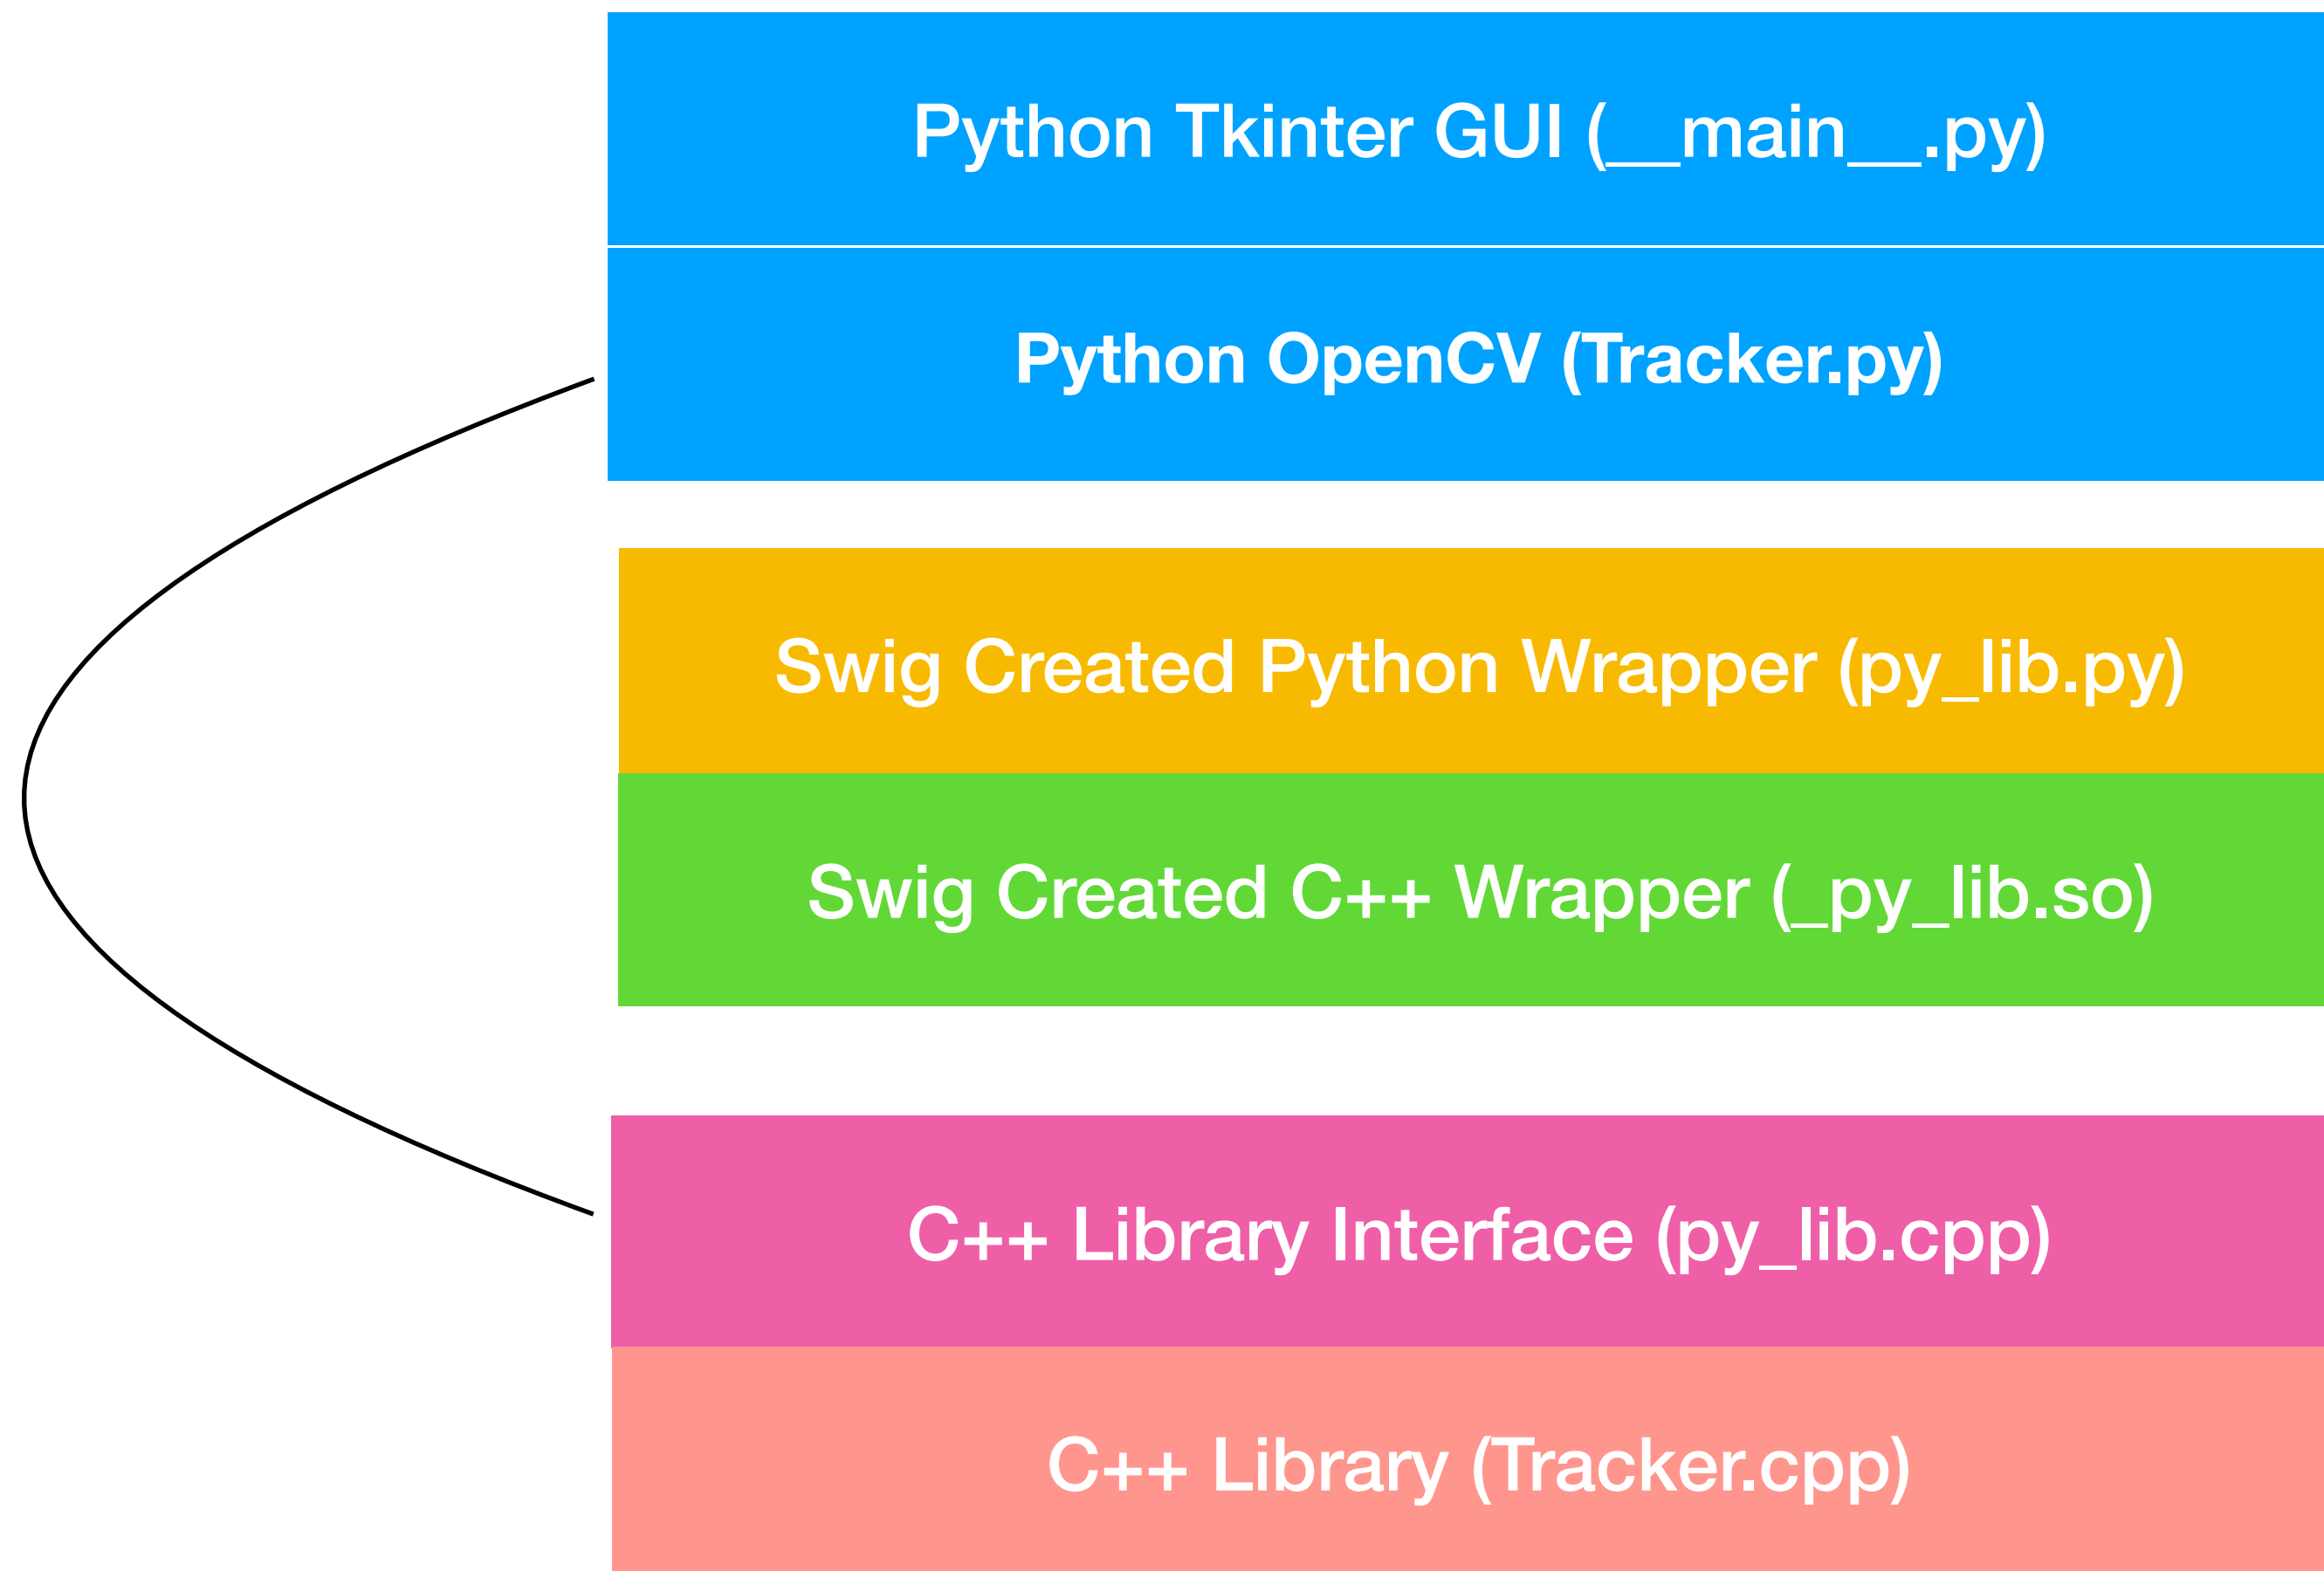 Python Tkinter GUI (__main__.py)
Python OpenCV (Tracker.py)
Swig Created Python Wrapper (py_lib.py)
Swig Created C++ Wrapper (_py_lib.so)
C++ Library Interface (py_lib.cpp)
C++ Library (Tracker.cpp)